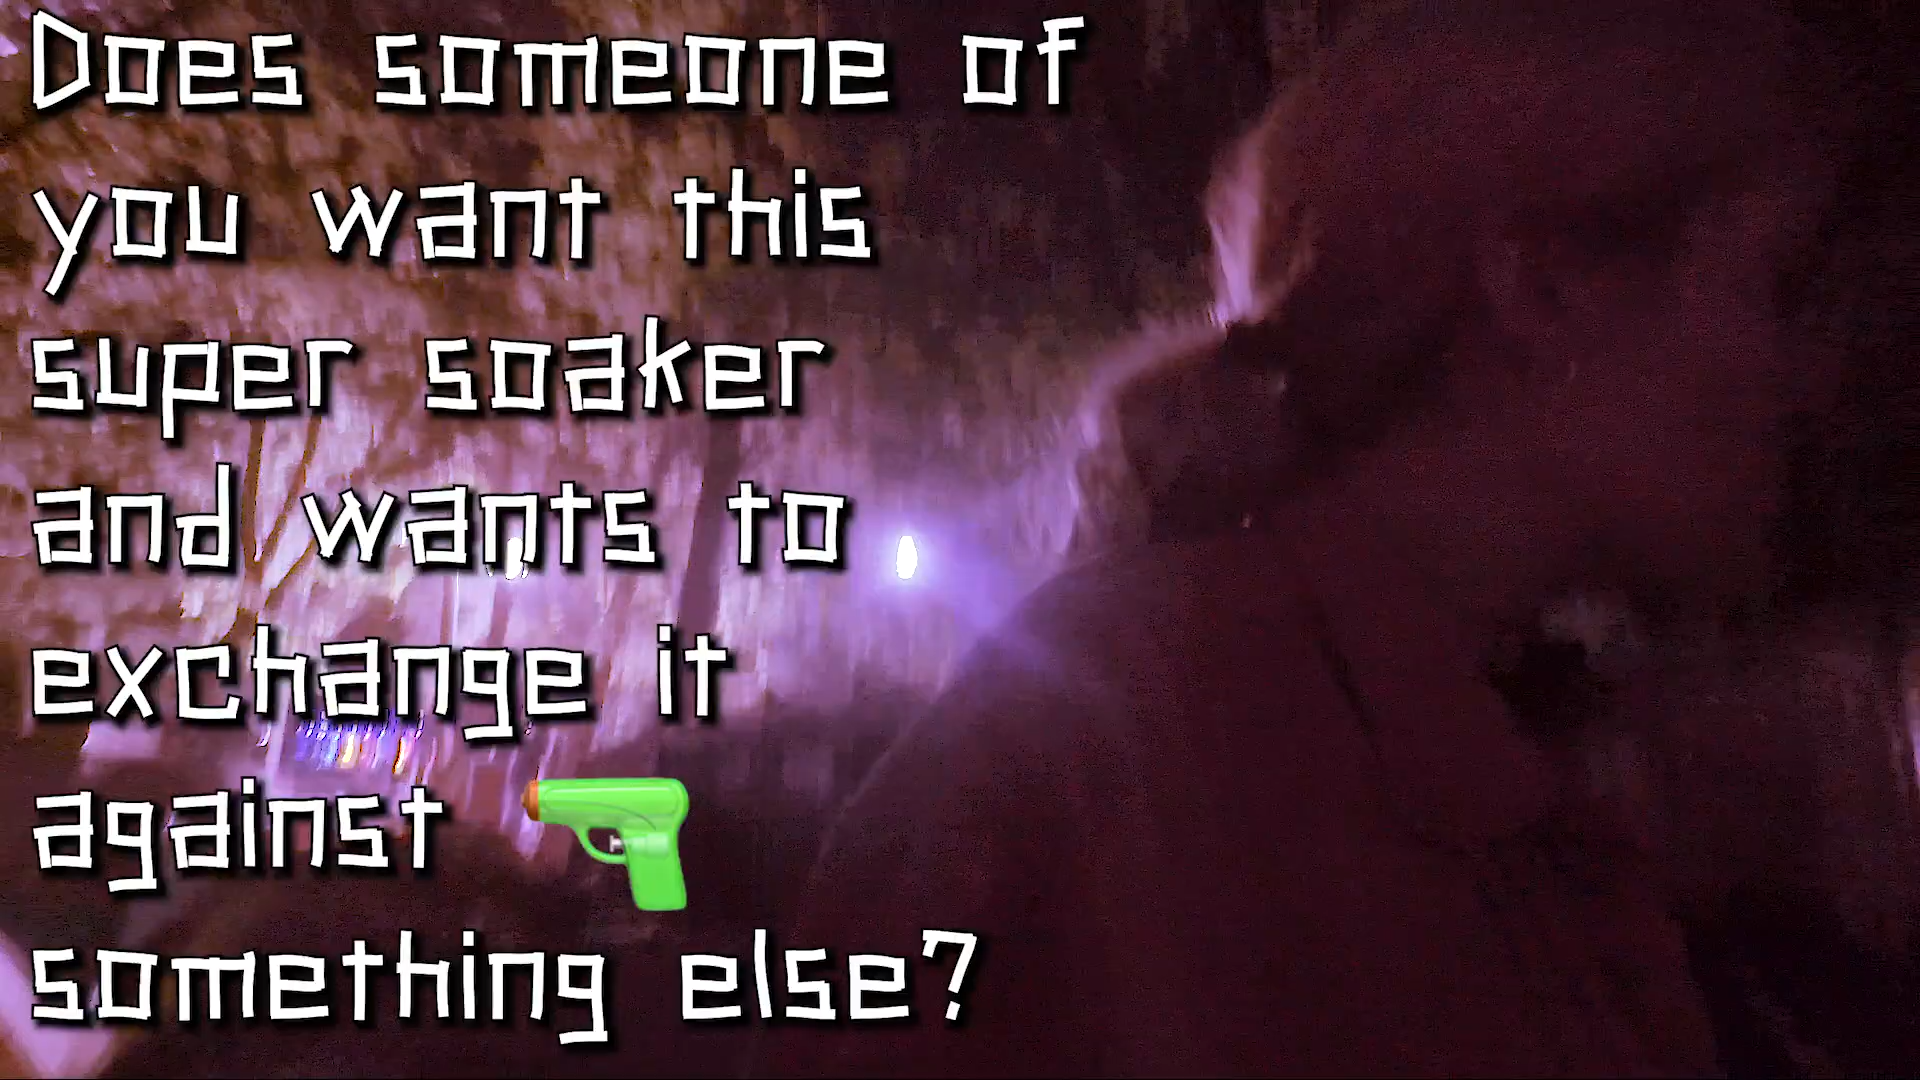 Does someone of
you want this
super soaker
and wants to
exchange it
against 🔫
something else?